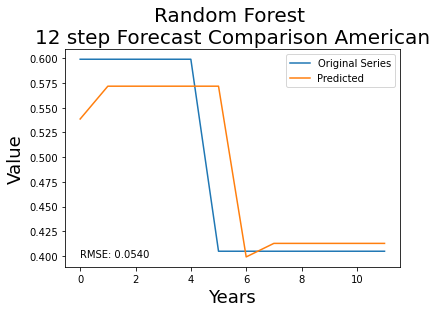 Random Forest
12 step Forecast Comparison American
Original Series
Predicted
0.600
0.575
0.550
0.525
0.500
0.475
0.450
0.425
0.400
Value
RMSE: 0.0540
0 2 4 6 8 10
Years